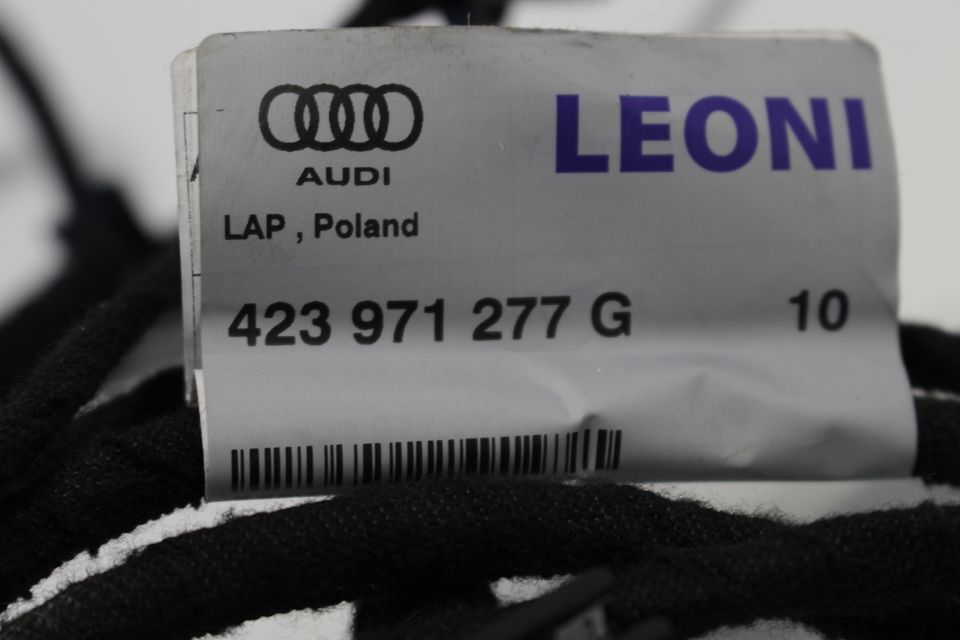 AUDI
LEONI
LAP , Poland
423 971 277 G 10